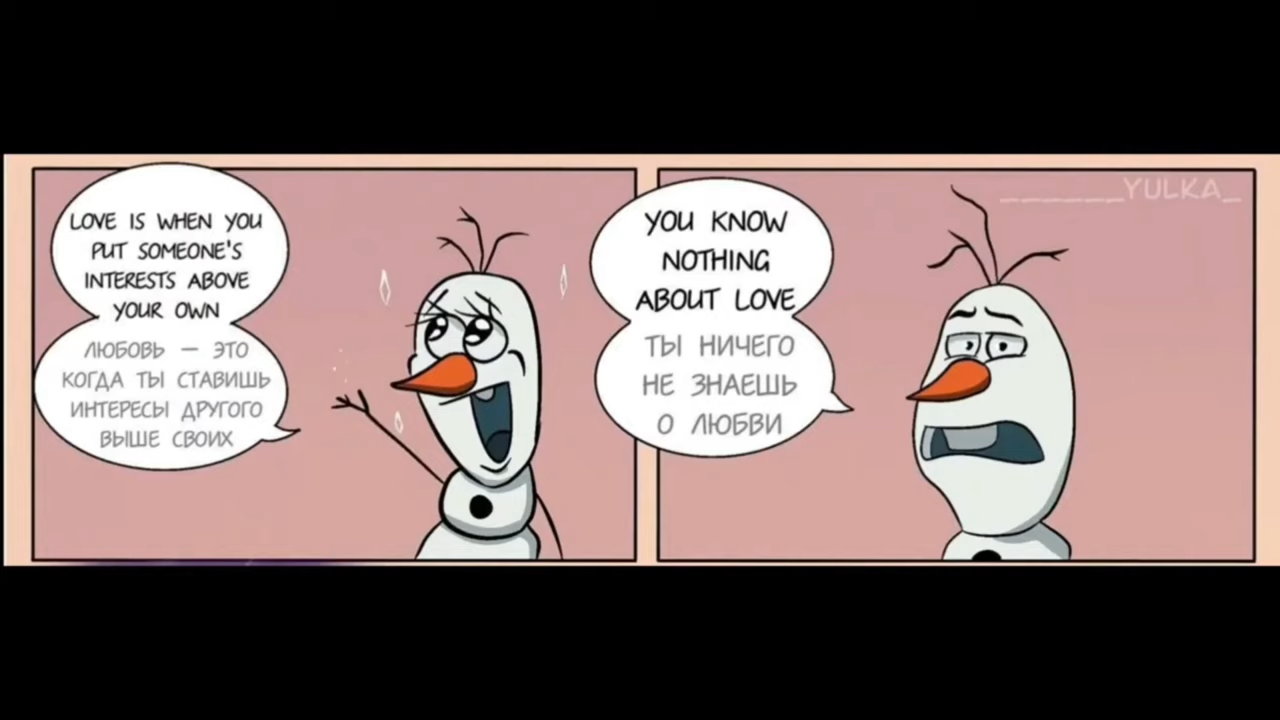 LOVE IS WHEN YOU
PUT SOMEONE'S
INTERESTS ABOVE
YOUR OWN
ЛЮБОВЬ — ЭТО
КОГДА ТЫ СТАВИШЬ
ИНТЕРЕСЫ ДРУГОГО
ВЫШЕ СВОИХ
YOU KNOW
NOTHING
ABOUT LOVE
ТЫ НИЧЕГО
НЕ ЗНАЕШЬ
О ЛЮБВИ
______YULKA_